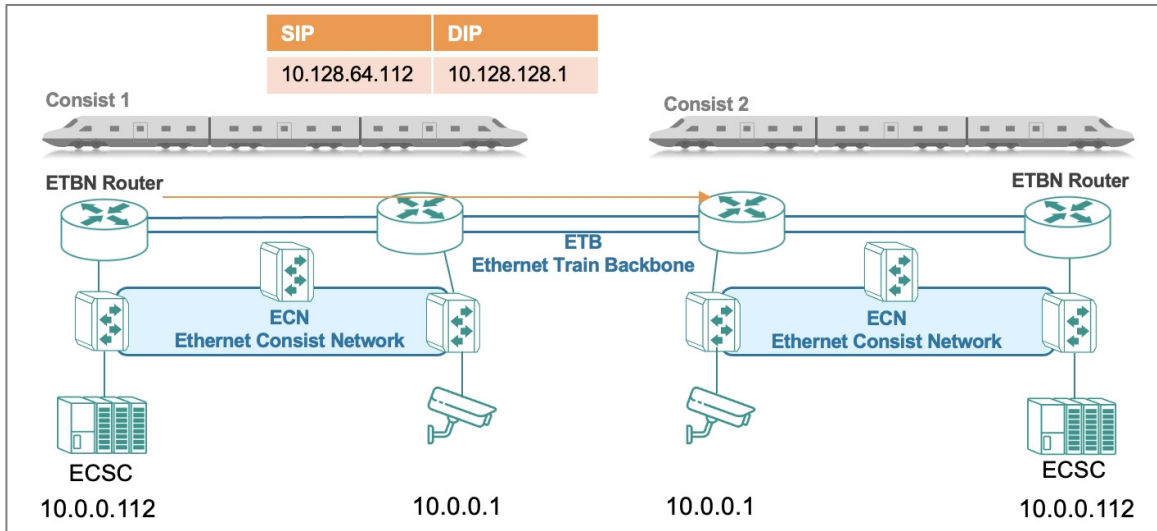 SIP DIP
10.128.64.112 10.128.128.1
Consist 1
Consist 2
ETBN Router
ETBN Router
ETB
Ethernet Train Backbone
ECN
Ethernet Consist Network
ECN
Ethernet Consist Network
ECSC
ECSC
10.0.0.112
10.0.0.1
10.0.0.1
10.0.0.112